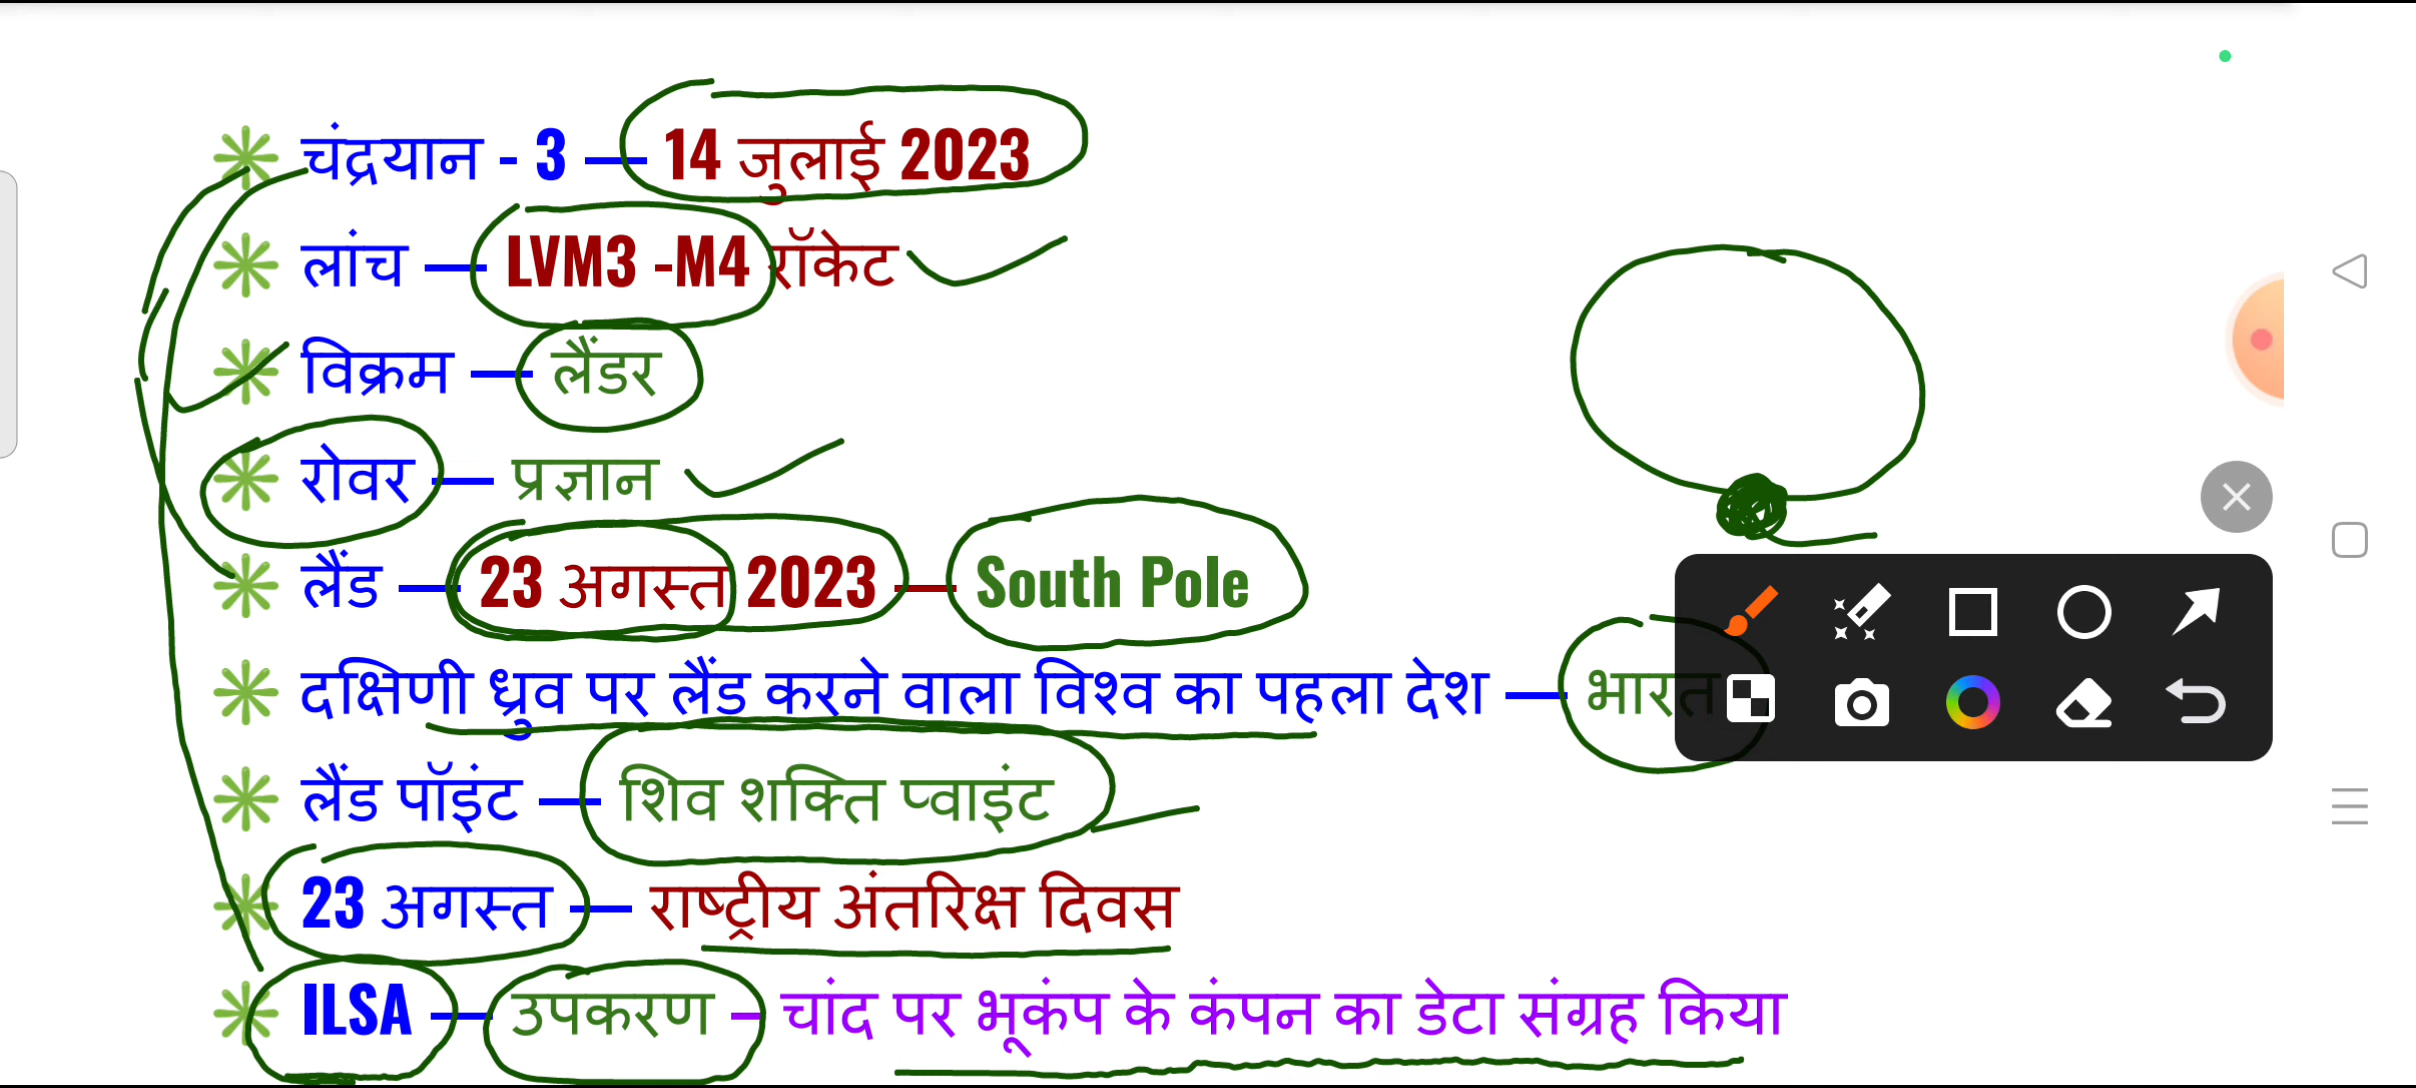 चंद्रयान - 3 — 14 जुलाई 2023
लांच — LVM3 -M4 रॉकेट
विक्रम — लैंडर
रोवर — प्रज्ञान
लैंड — 23 अगस्त 2023 — South Pole
दक्षिणी ध्रुव पर लैंड करने वाला विश्व का पहला देश — भारत
लैंड पॉइंट — शिव शक्ति प्वाइंट
23 अगस्त — राष्ट्रीय अंतरिक्ष दिवस
ILSA — उपकरण – चांद पर भूकंप के कंपन का डेटा संग्रह किया